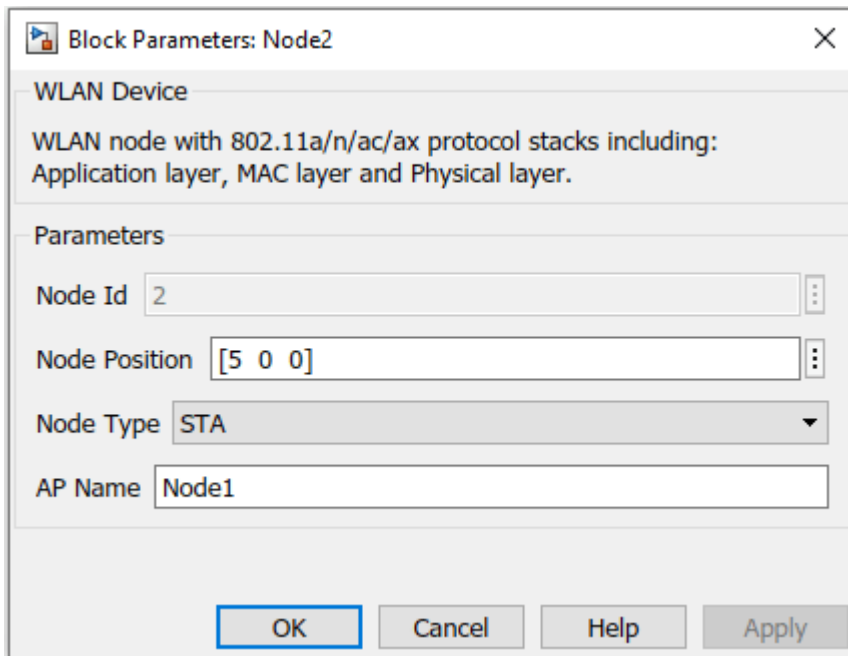 Block Parameters: Node2
WLAN Device
WLAN node with 802.11a/n/ac/ax protocol stacks including:
Application layer, MAC layer and Physical layer.
Parameters
Node Id 2
Node Position [5 0 0]
Node Type STA
AP Name Node1
OK Cancel Help Apply